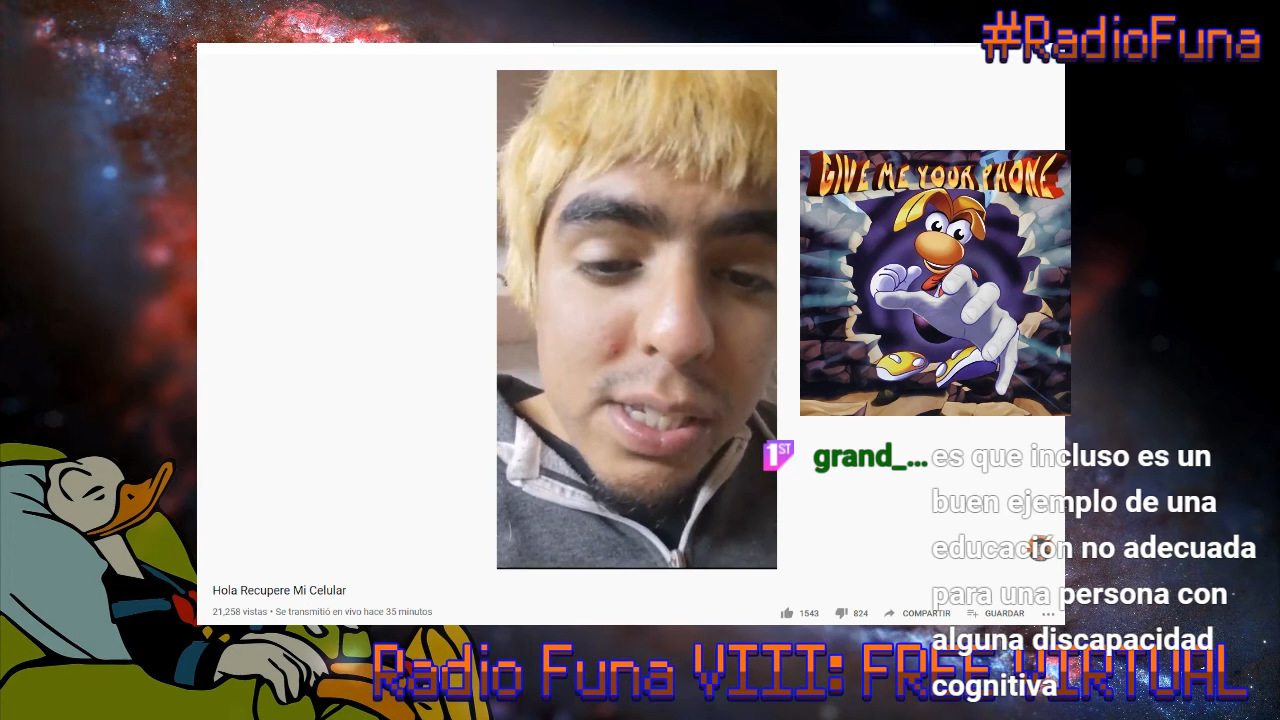 #RadioFuna
GIVE ME YOUR PHONE
1ST grand_... es que incluso es un
buen ejemplo de una
educación no adecuada
para una persona con
alguna discapacidad
cognitiva
Hola Recupere Mi Celular
21,258 vistas • Se transmitió en vivo hace 35 minutos
1543 824 COMPARTIR GUARDAR
Radio Funa VIII: FREE VIRTUAL